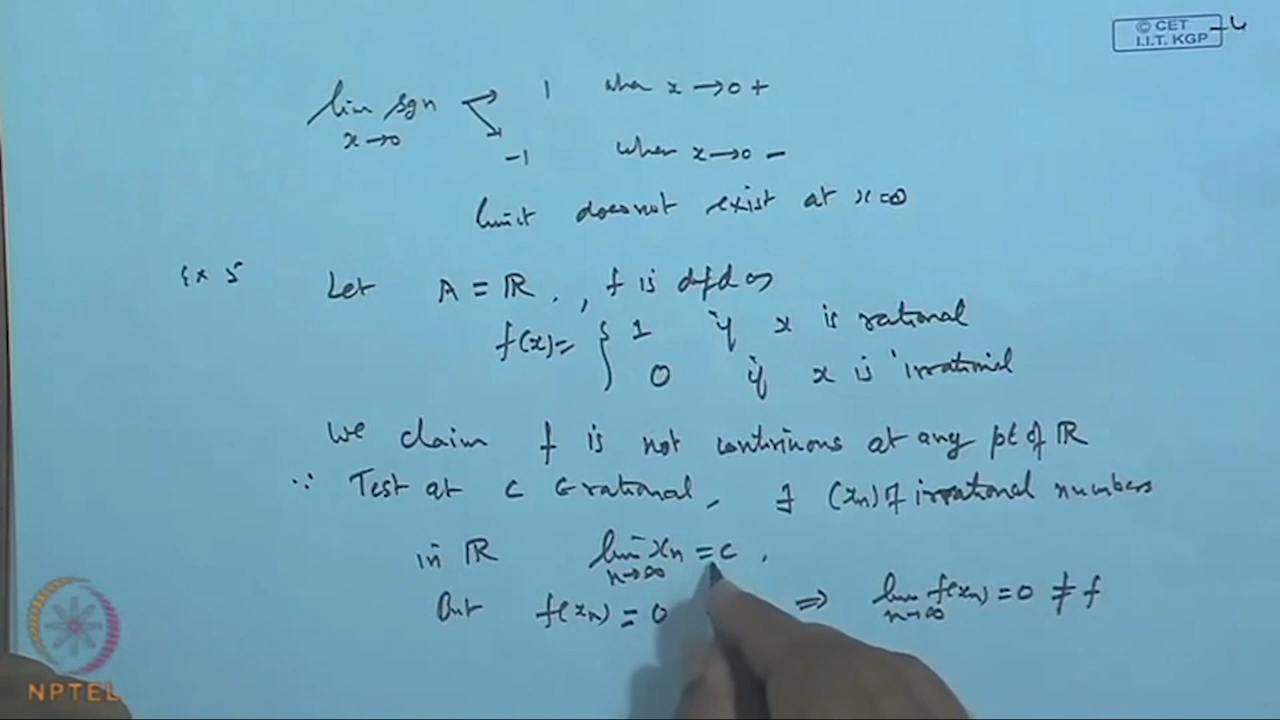 © CET
I.I.T. KGP
lim sgn → 1 when x → 0 +
x→0
→ -1 when x → 0 -
limit does not exist at x=0
Ex 5 Let A = ℝ., f is defd as
f(x) = { 1 if x is rational
0 if x is irrational
We claim f is not continuous at any pt of ℝ
∵ Test at c ∈ rational, ∃ (xn) of irrational numbers
in ℝ lim xn = c.
n→∞
But f(xn) = 0 ⇒ lim f(xn) = 0 ≠ f
n→∞
NPTEL